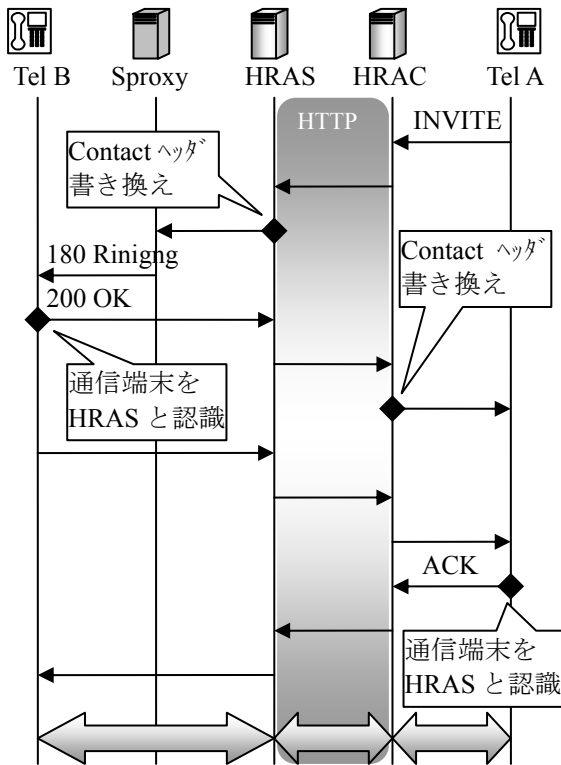 Tel B Sproxy HRAS HRAC Tel A
HTTP
INVITE
Contact ヘッダ
書き換え
180 Rinigng
Contact ヘッダ
書き換え
200 OK
通信端末を
HRAS と認識
ACK
通信端末を
HRAS と認識